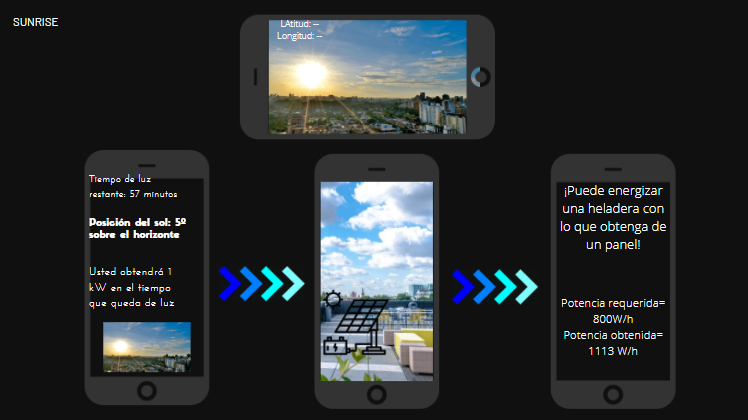 SUNRISE
LAtitud: --
Longitud: --
Tiempo de luz
restante: 57 minutos
Posición del sol: 5º
sobre el horizonte
Usted obtendrá 1
kW en el tiempo
que queda de luz
¡Puede energizar
una heladera con
lo que obtenga de
un panel!
Potencia requerida=
800W/h
Potencia obtenida=
1113 W/h